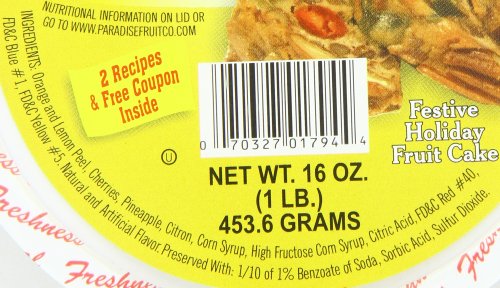 NUTRITIONAL INFORMATION ON LID OR
GO TO WWW.PARADISEFRUITCO.COM
2 Recipes
& Free Coupon
Inside
0 70327 01794 4
Festive
Holiday
Fruit Cake
U
NET WT. 16 OZ.
(1 LB.)
453.6 GRAMS
INGREDIENTS: Orange and Lemon Peel, Cherries, Pineapple, Citron, Corn Syrup, High Fructose Corn Syrup, Citric Acid, FD&C Red #40,
FD&C Blue #1, FD&C Yellow #5, Natural and Artificial Flavor. Preserved With: 1/10 of 1% Benzoate of Soda, Sorbic Acid, Sulfur Dioxide.
Freshness
Freshness